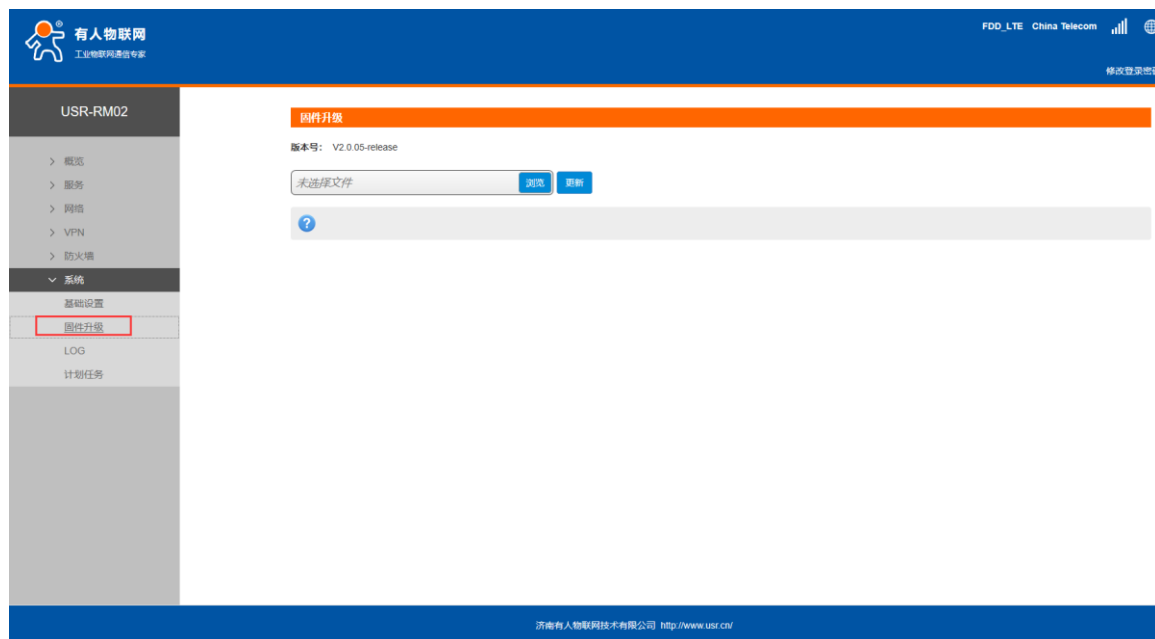 有人物联网
工业物联网通信专家
FDD_LTE China Telecom
修改登录密码
USR-RM02
概览
服务
网络
VPN
防火墙
系统
基础设置
固件升级
LOG
计划任务
固件升级
版本号： V2.0.05-release
未选择文件
浏览 更新
济南有人物联网技术有限公司 http://www.usr.cn/